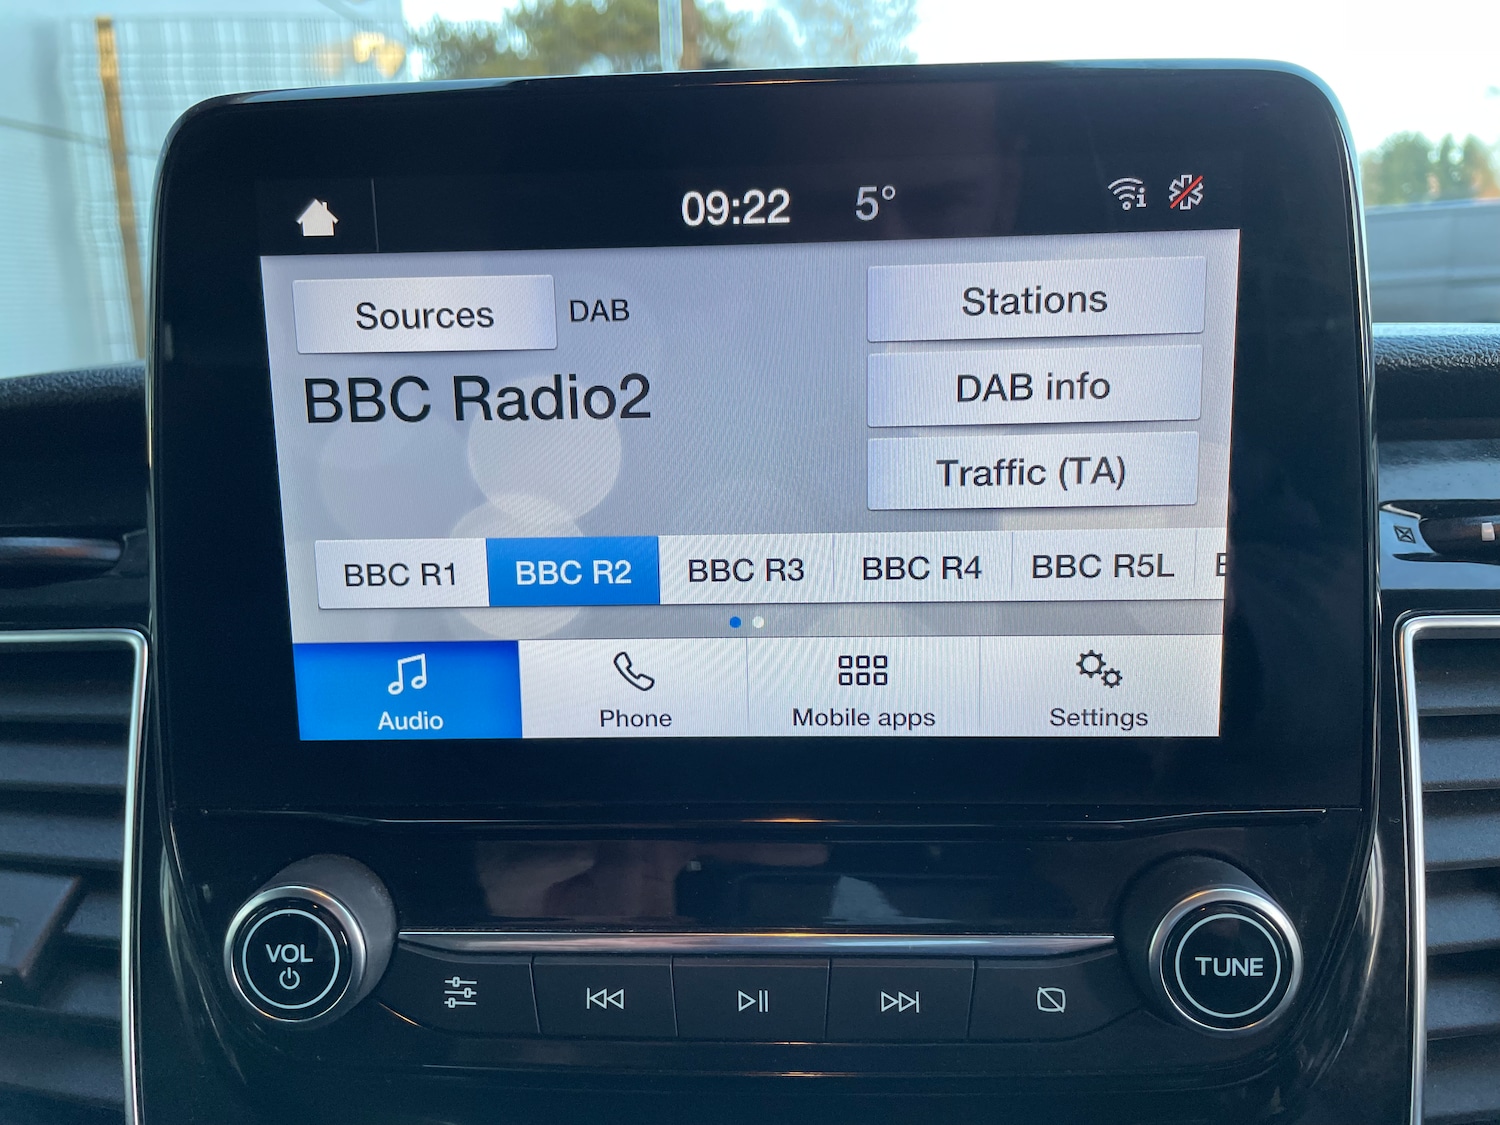 09:22 5°
Sources DAB
Stations
BBC Radio2
DAB info
Traffic (TA)
BBC R1 BBC R2 BBC R3 BBC R4 BBC R5L
Audio Phone Mobile apps Settings
VOL
TUNE